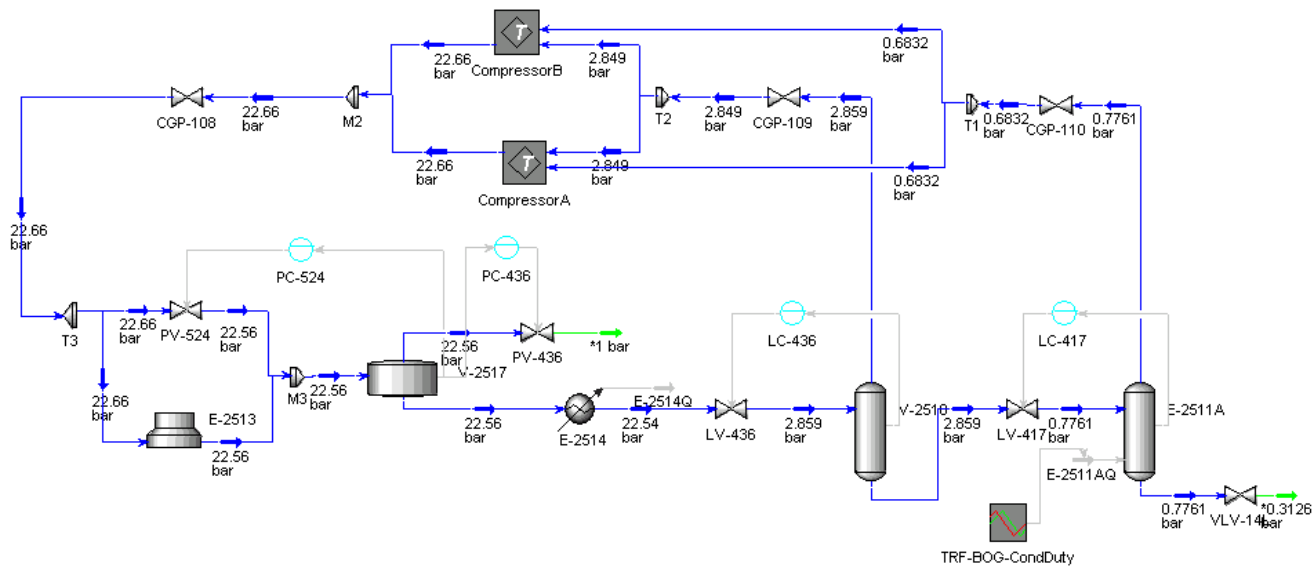 T
CompressorB
22.66
bar
2.849
bar
0.6832
bar
CGP-108
22.66
bar
M2
T2
2.849
bar
CGP-109
2.859
bar
T1
0.6832
bar
CGP-110
0.7761
bar
T
CompressorA
22.66
bar
2.849
bar
0.6832
bar
22.66
bar
PC-524
PC-436
LC-436
LC-417
T3
22.66
bar
PV-524
22.56
bar
M3
22.56
bar
22.56
bar
PV-436
*1 bar
V-2517
22.66
bar
E-2513
22.56
bar
22.56
bar
E-2514
E-2514Q
22.54
bar
LV-436
2.859
bar
V-2510
2.859
bar
LV-417
0.7761
bar
E-2511A
E-2511AQ
0.7761
bar
*0.3126
bar
TRF-BOG-CondDuty